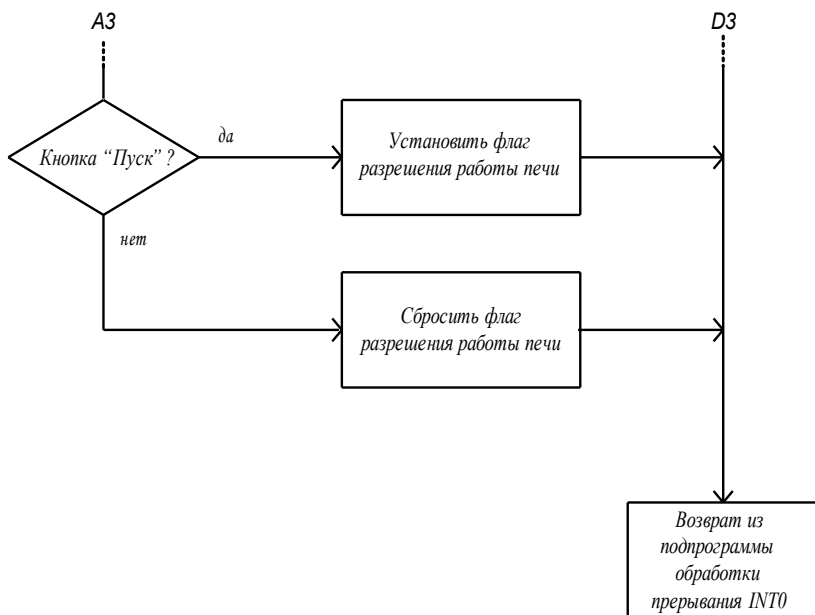 A3
D3
да
Кнопка “Пуск” ?
Установить флаг
разрешения работы печи
нет
Сбросить флаг
разрешения работы печи
Возврат из
подпрограммы
обработки
прерывания INT0